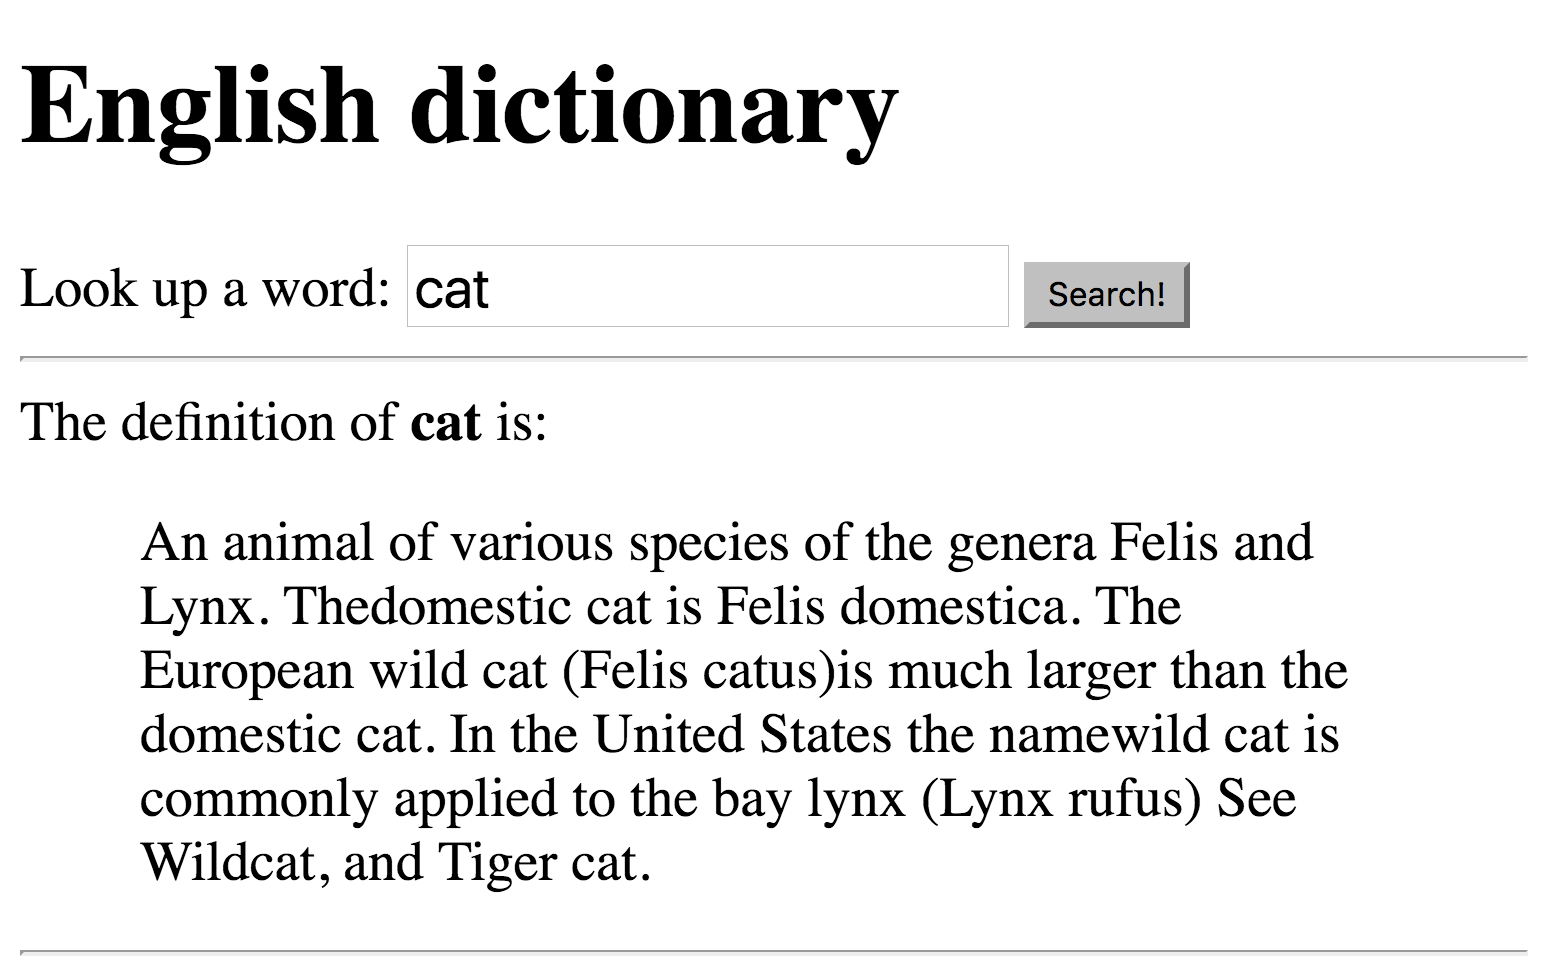 English dictionary
Look up a word: cat Search!
The definition of cat is:
An animal of various species of the genera Felis and
Lynx. Thedomestic cat is Felis domestica. The
European wild cat (Felis catus)is much larger than the
domestic cat. In the United States the namewild cat is
commonly applied to the bay lynx (Lynx rufus) See
Wildcat, and Tiger cat.